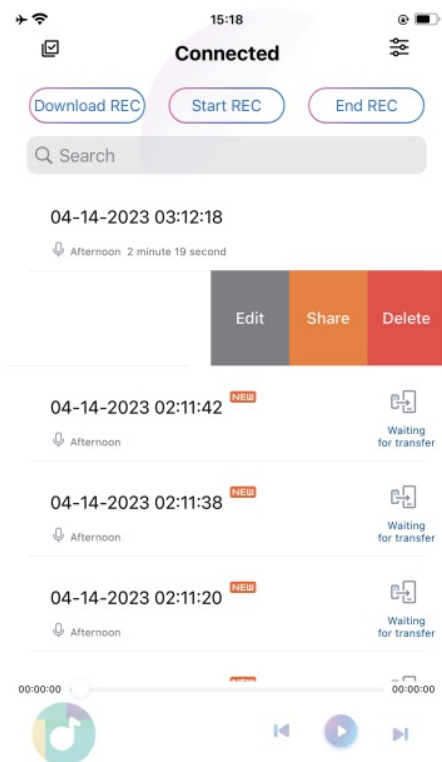 15:18
Connected
Download REC
Start REC
End REC
Search
04-14-2023 03:12:18
Afternoon 2 minute 19 second
Edit
Share
Delete
04-14-2023 02:11:42
NEW
Afternoon
Waiting
for transfer
04-14-2023 02:11:38
NEW
Afternoon
Waiting
for transfer
04-14-2023 02:11:20
NEW
Afternoon
Waiting
for transfer
NEW
00:00:00
00:00:00